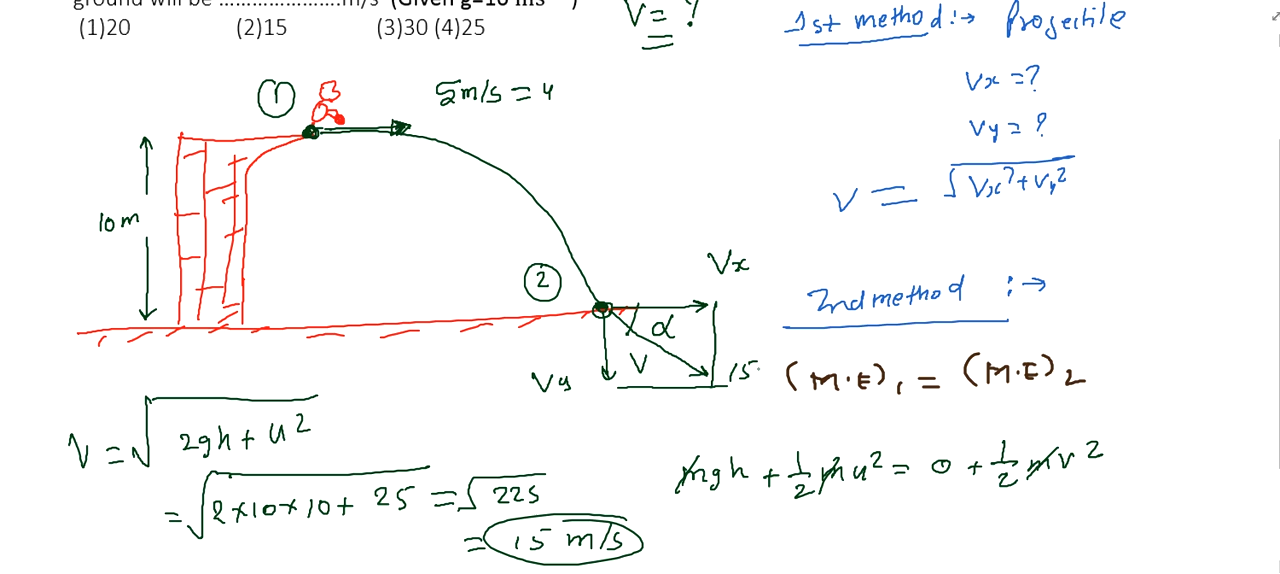 ground will be .....................m/s (Given g=10 ms )
(1)20 (2)15 (3)30 (4)25
V = ?
1st method :→ Projectile
Vx = ?
Vy = ?
V = √Vx²+Vy²
①
5m/s = u
10m
②
Vx
α
V
Vy
15
2nd method :→
(M.E)₁ = (M.E)₂
mgh + 1/2 mu² = 0 + 1/2 mv²
V = √2gh + u²
= √2×10×10 + 25 = √225
= 15 m/s